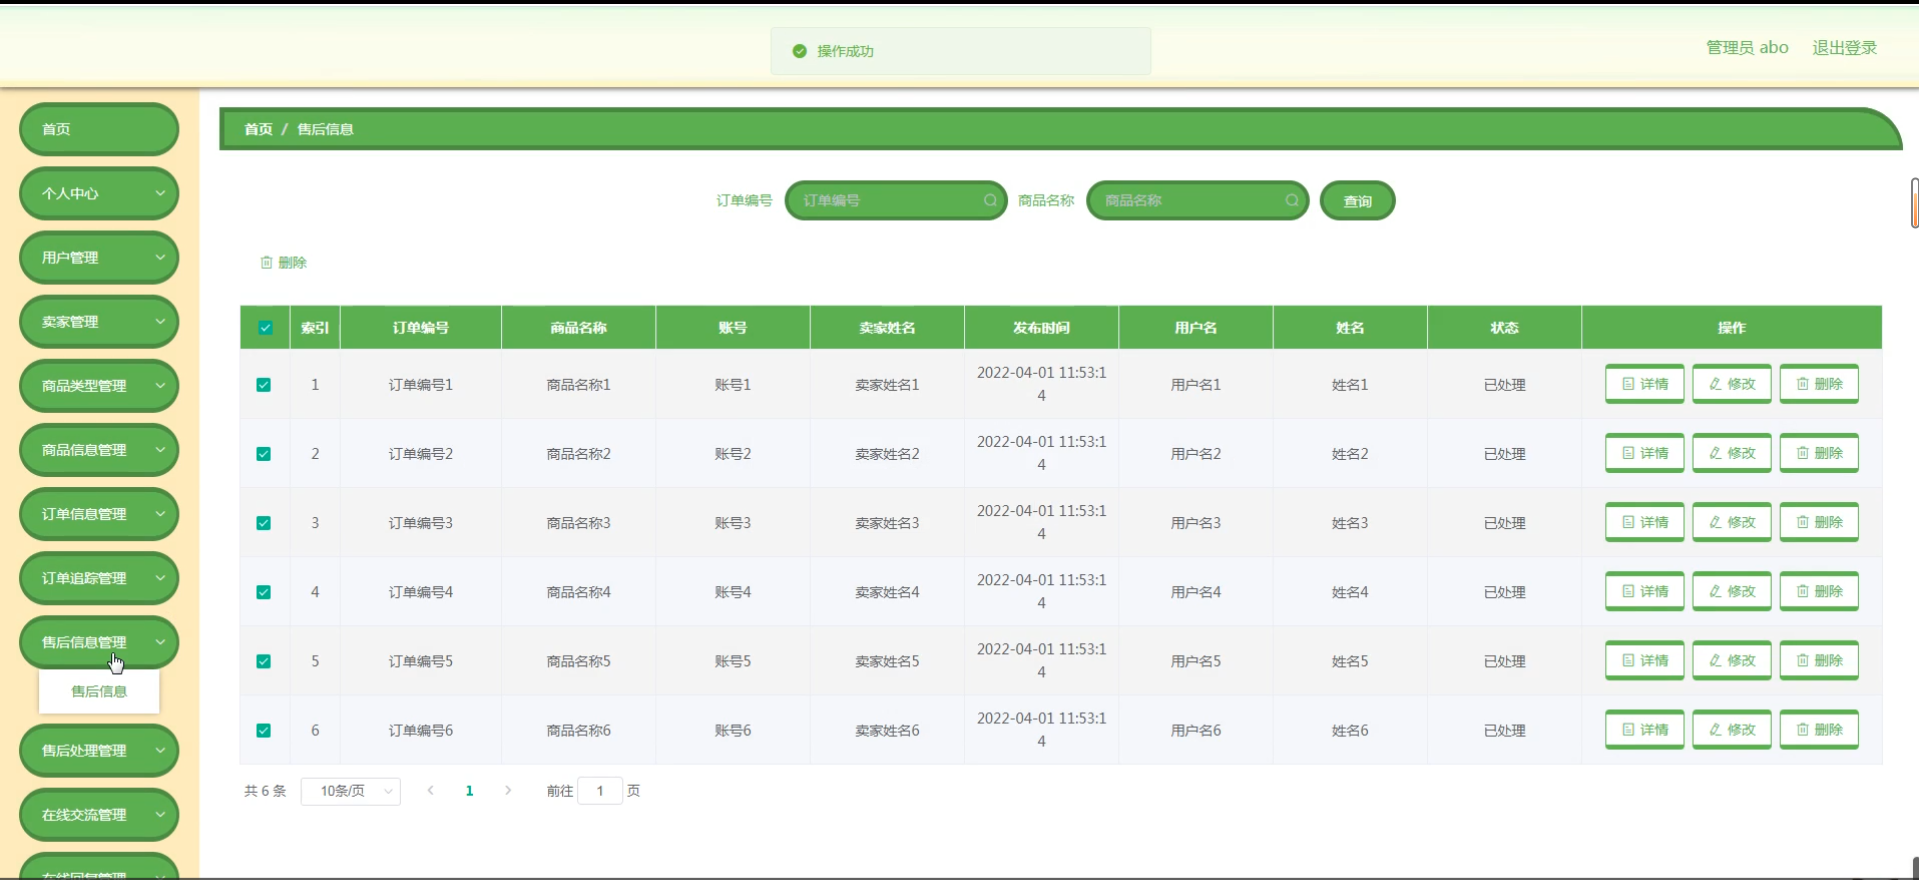 操作成功
管理员 abo 退出登录
首页
个人中心
用户管理
卖家管理
商品类型管理
商品信息管理
订单信息管理
订单追踪管理
售后信息管理
售后信息
售后处理管理
在线交流管理
在线回复管理
首页 / 售后信息
订单编号 订单编号 商品名称 商品名称 查询
删除
索引 订单编号 商品名称 账号 卖家姓名 发布时间 用户名 姓名 状态 操作
1 订单编号1 商品名称1 账号1 卖家姓名1 2022-04-01 11:53:1
4 用户名1 姓名1 已处理 详情 修改 删除
2 订单编号2 商品名称2 账号2 卖家姓名2 2022-04-01 11:53:1
4 用户名2 姓名2 已处理 详情 修改 删除
3 订单编号3 商品名称3 账号3 卖家姓名3 2022-04-01 11:53:1
4 用户名3 姓名3 已处理 详情 修改 删除
4 订单编号4 商品名称4 账号4 卖家姓名4 2022-04-01 11:53:1
4 用户名4 姓名4 已处理 详情 修改 删除
5 订单编号5 商品名称5 账号5 卖家姓名5 2022-04-01 11:53:1
4 用户名5 姓名5 已处理 详情 修改 删除
6 订单编号6 商品名称6 账号6 卖家姓名6 2022-04-01 11:53:1
4 用户名6 姓名6 已处理 详情 修改 删除
共 6 条 10条/页 1 前往 1 页